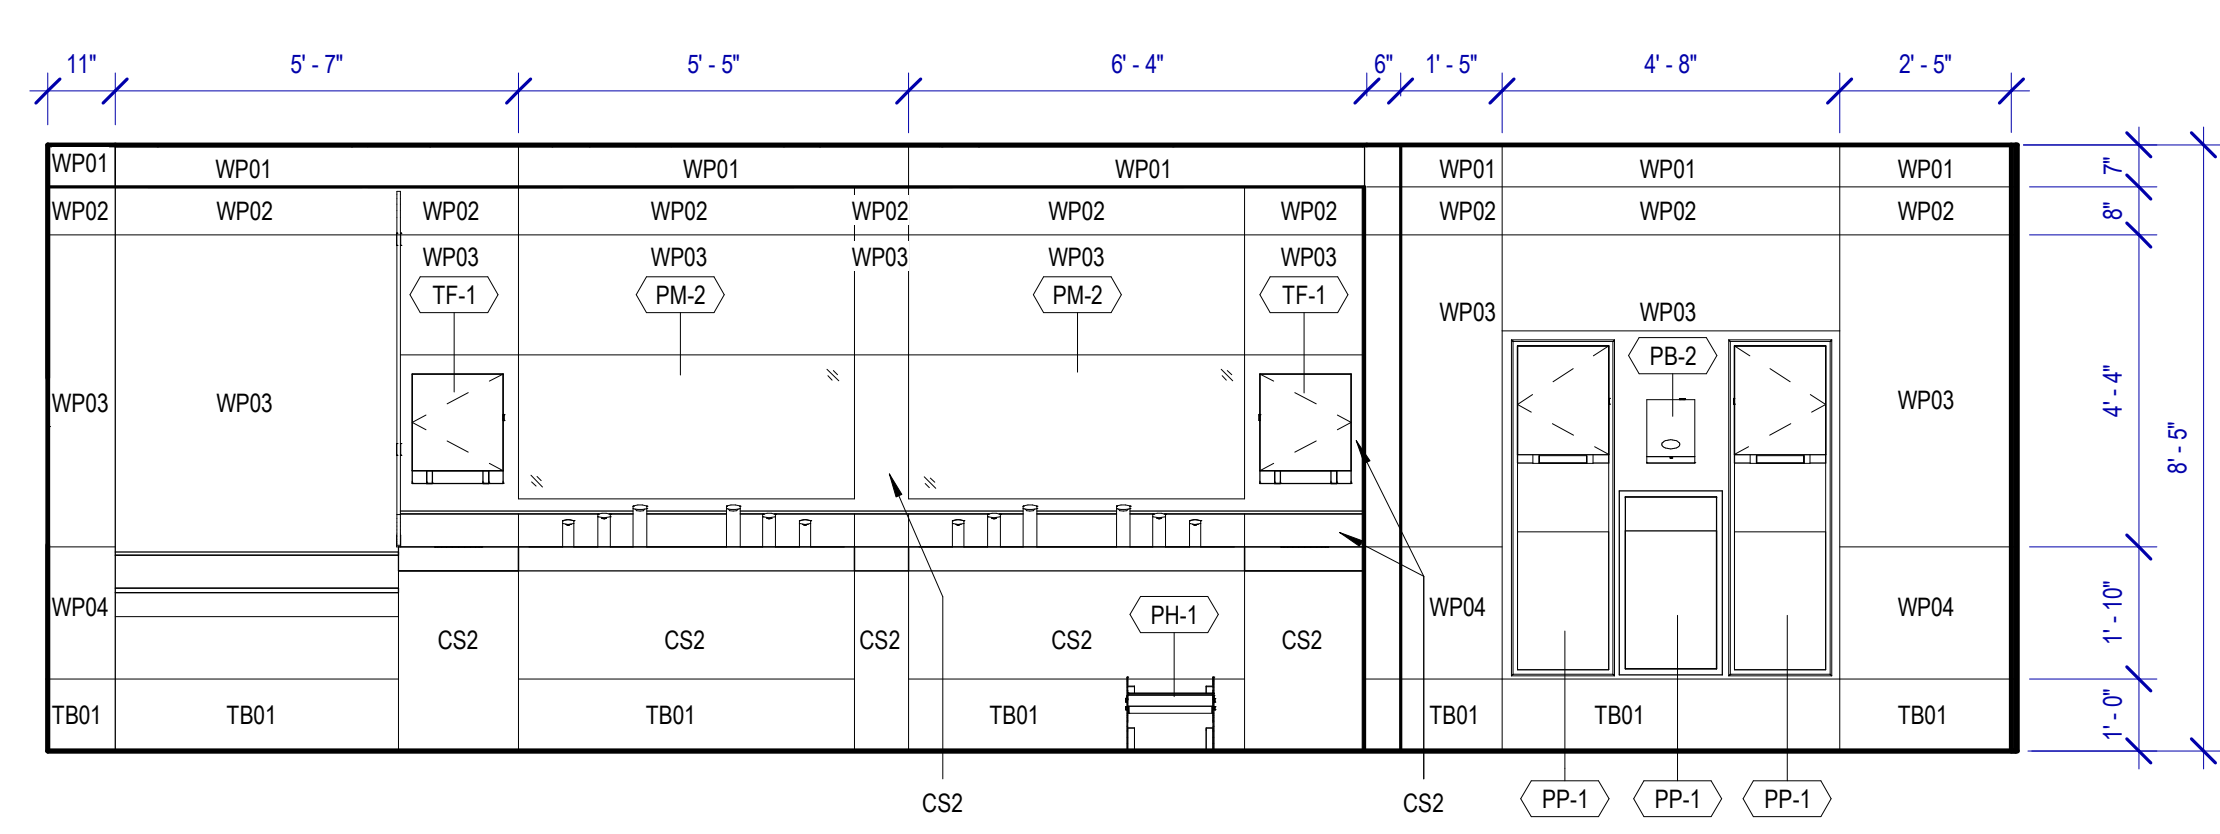 11" 5' - 7" 5' - 5" 6' - 4" 6" 1' - 5" 4' - 8" 2' - 5"
WP01 WP01 WP01 WP01 WP01 WP01 WP01 7"
WP02 WP02 WP02 WP02 WP02 WP02 WP02 WP02 WP02 WP02 8"
WP03 WP03 WP03 WP03 WP03
TF-1 PM-2 PM-2 TF-1
WP03 WP03
PB-2
WP03 WP03 WP03 4' - 4"
8' - 5"
WP04 PH-1 WP04 WP04 1' - 10"
CS2 CS2 CS2 CS2 CS2
TB01 TB01 TB01 TB01 TB01 TB01 TB01 1' - 0"
CS2 CS2 PP-1 PP-1 PP-1